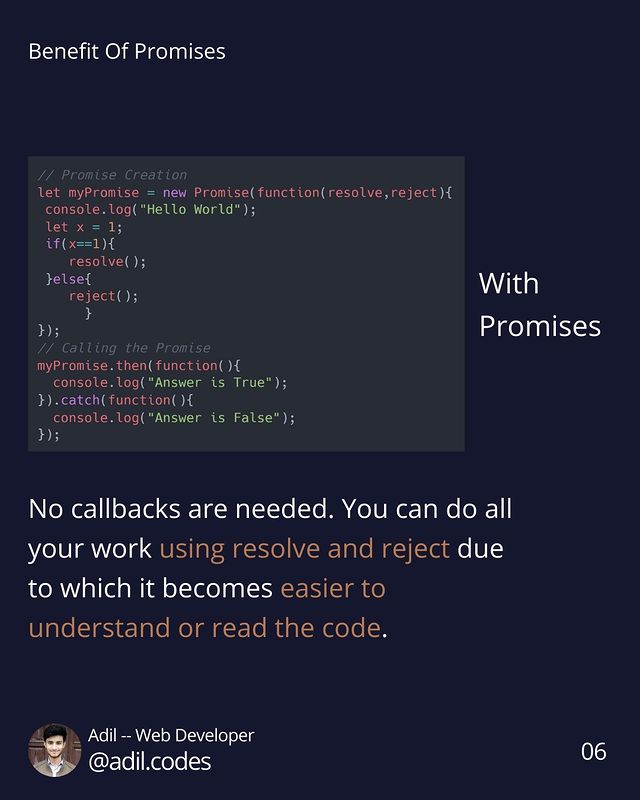 Benefit Of Promises
// Promise Creation
let myPromise = new Promise(function(resolve,reject){
 console.log("Hello World");
 let x = 1;
 if(x==1){
    resolve();
 }else{
    reject();
      }
});
// Calling the Promise
myPromise.then(function(){
  console.log("Answer is True");
}).catch(function(){
  console.log("Answer is False");
});
With
Promises
No callbacks are needed. You can do all
your work using resolve and reject due
to which it becomes easier to
understand or read the code.
Adil -- Web Developer
@adil.codes
06